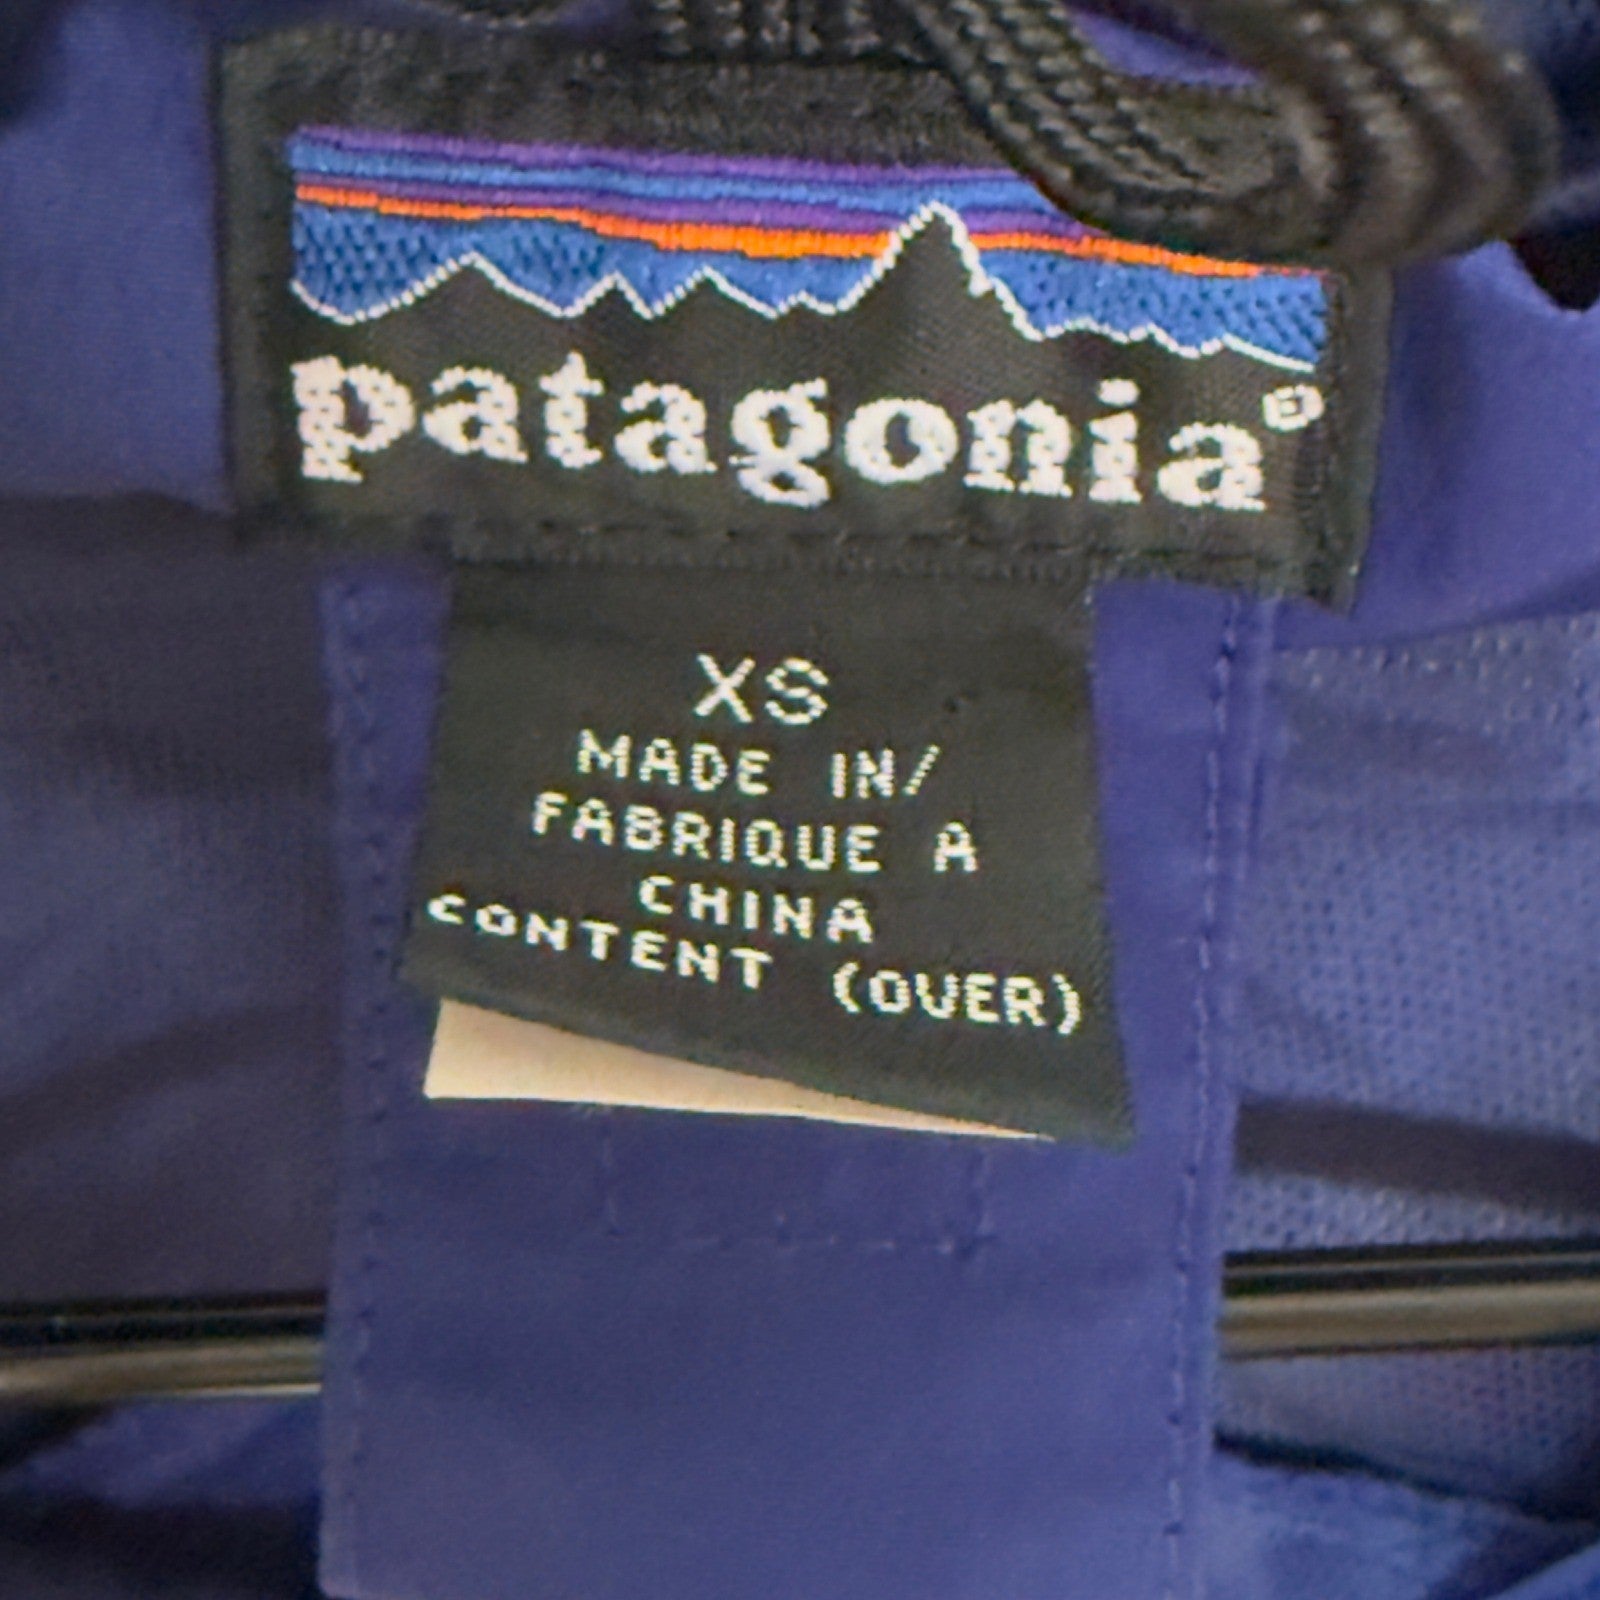 patagonia®
XS
MADE IN/
FABRIQUE A
CHINA
CONTENT (OVER)